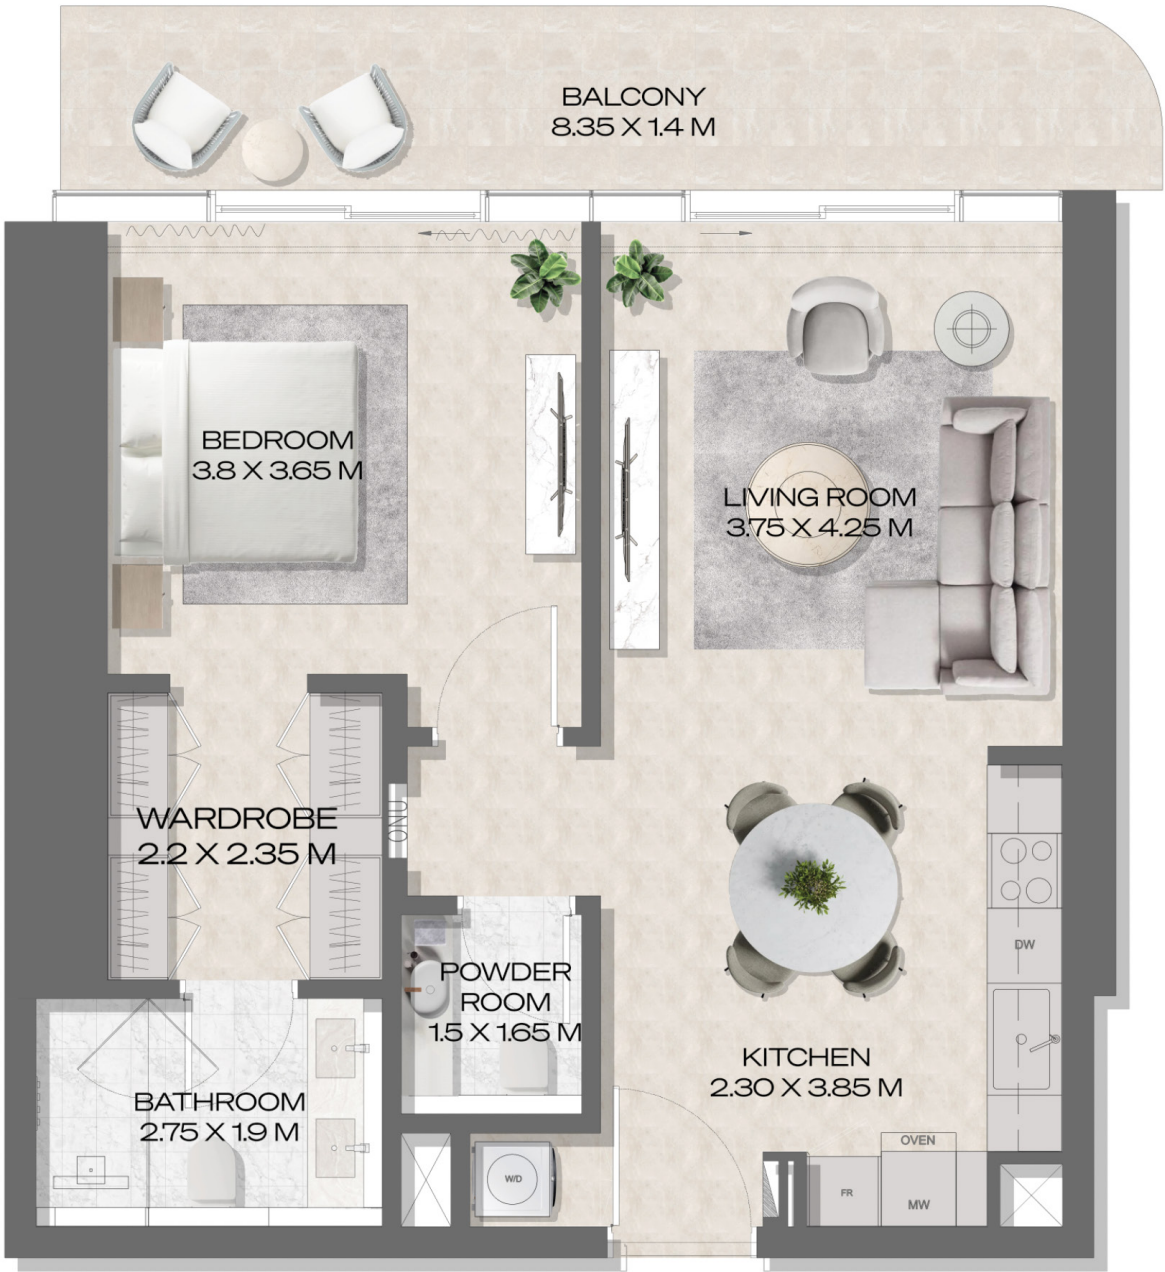 BALCONY
8.35 X 1.4 M
BEDROOM
3.8 X 3.65 M
LIVING ROOM
3.75 X 4.25 M
WARDROBE
2.2 X 2.35 M
ONU
DW
POWDER
ROOM
1.5 X 1.65 M
KITCHEN
2.30 X 3.85 M
BATHROOM
2.75 X 1.9 M
OVEN
W/D
FR
MW